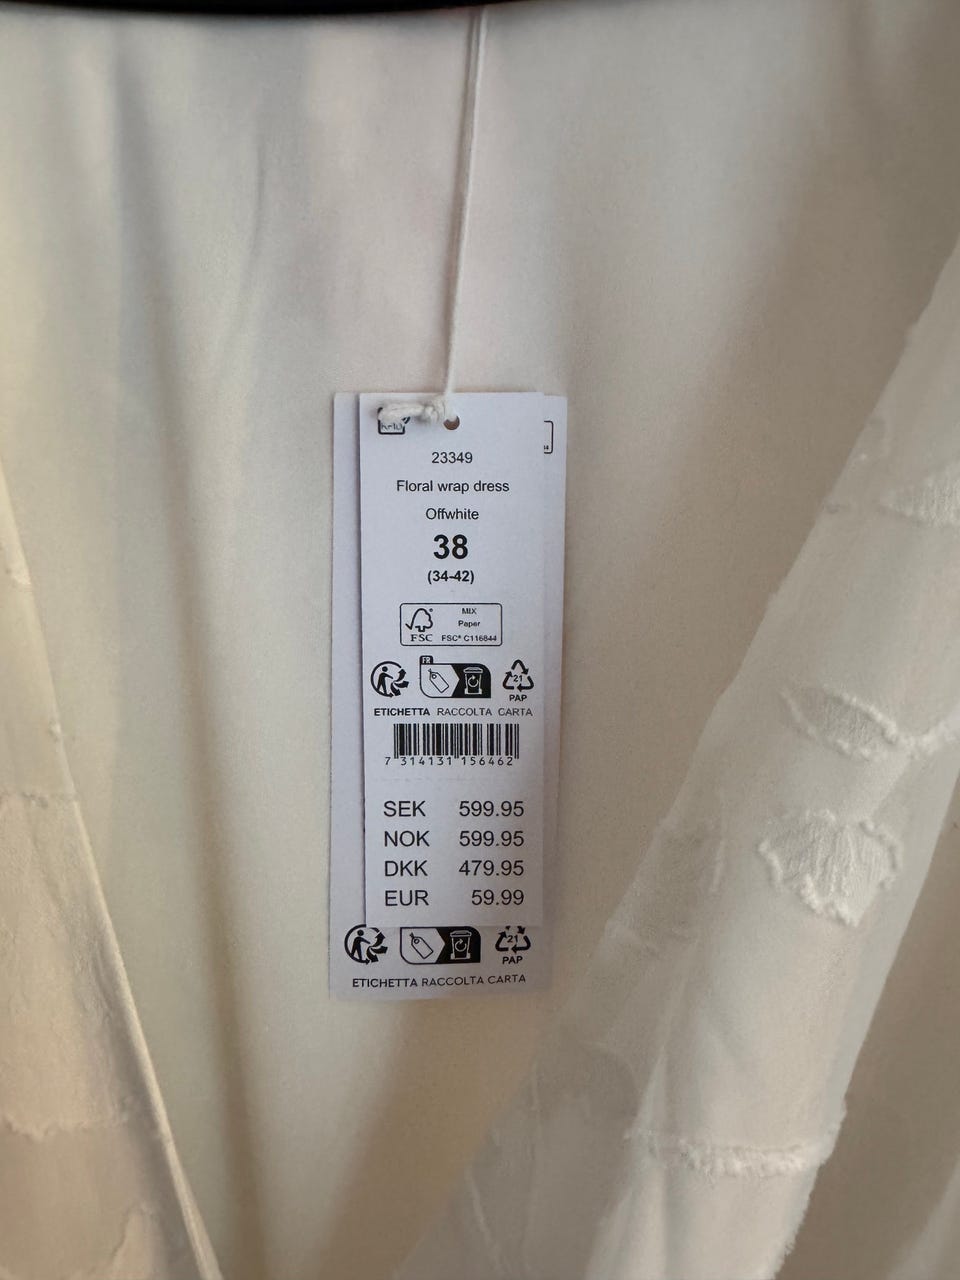 23349
Floral wrap dress
Offwhite
38
(34-42)
MIX
Paper
FSC
FSC® C116844
FR
21
PAP
ETICHETTA RACCOLTA CARTA
7 314131 156462
SEK 599.95
NOK 599.95
DKK 479.95
EUR 59.99
21
PAP
ETICHETTA RACCOLTA CARTA